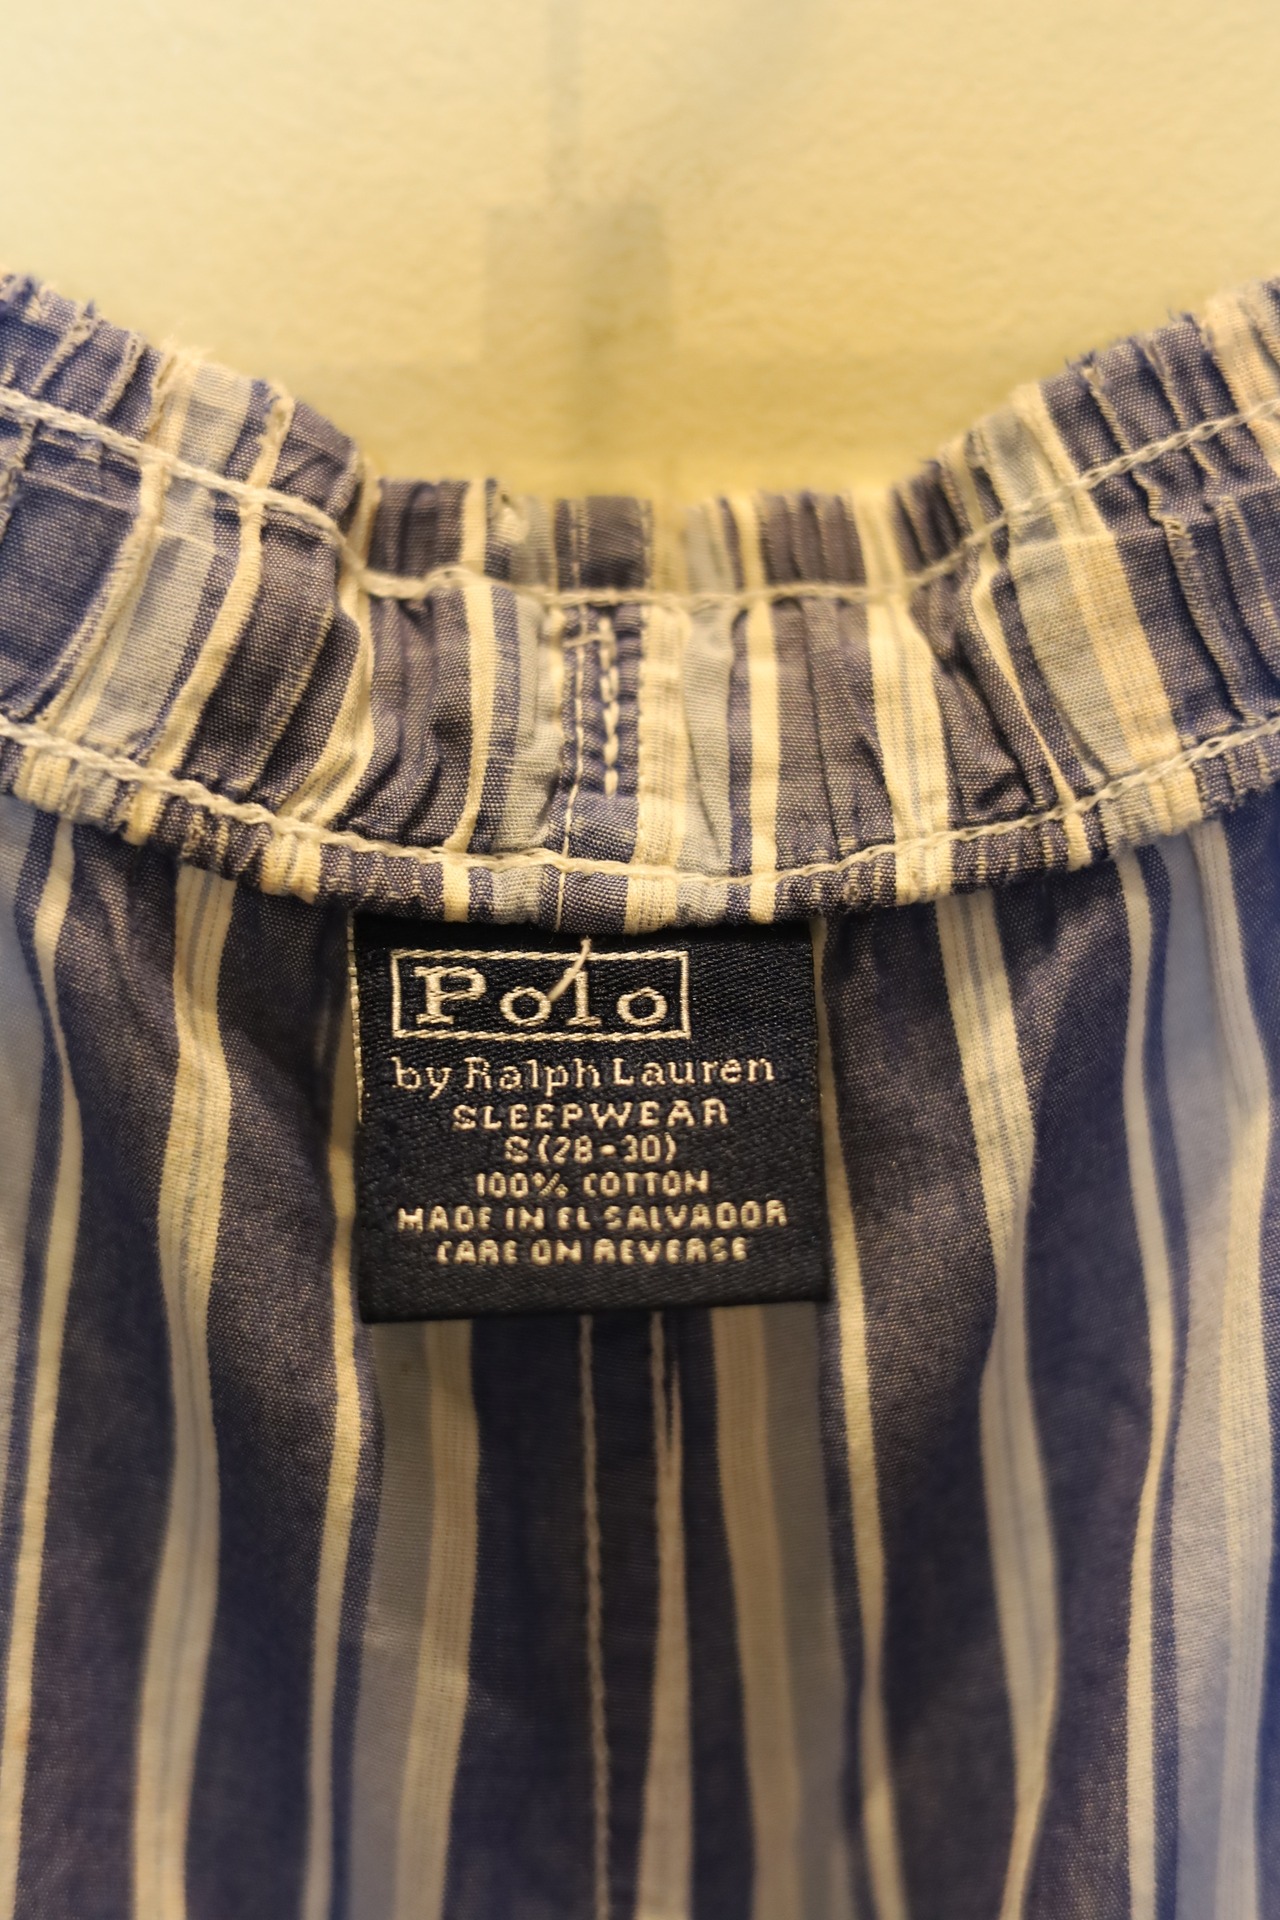 Polo
by Ralph Lauren
SLEEPWEAR
S (28-30)
100% COTTON
MADE IN EL SALVADOR
CARE ON REVERSE